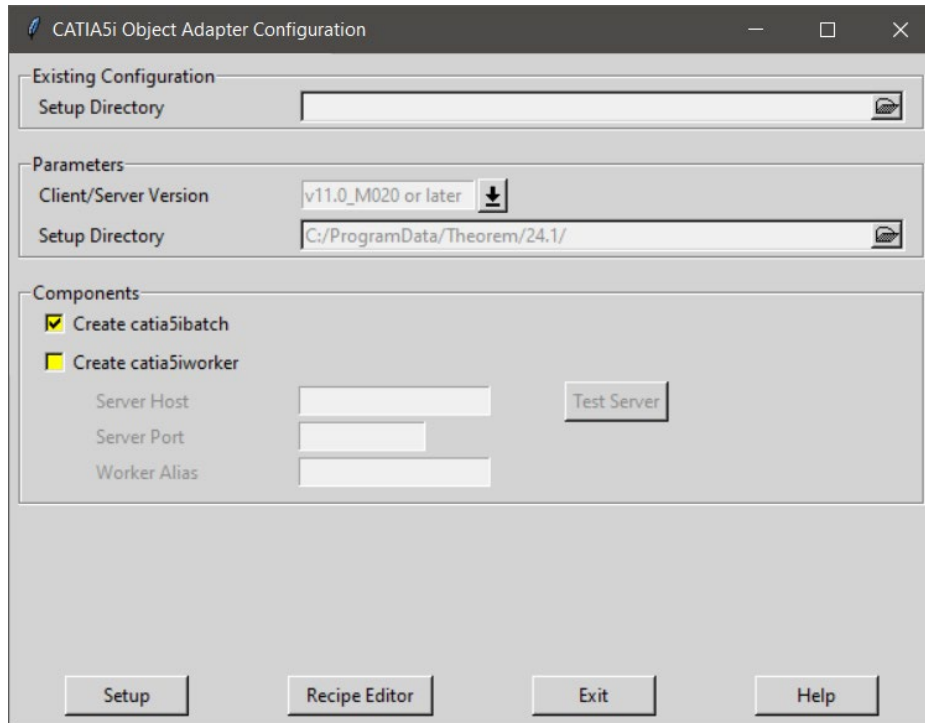 CATIA5i Object Adapter Configuration
Existing Configuration
Setup Directory
Parameters
Client/Server Version v11.0_M020 or later
Setup Directory C:/ProgramData/Theorem/24.1/
Components
Create catia5ibatch
Create catia5iworker
Server Host Test Server
Server Port
Worker Alias
Setup Recipe Editor Exit Help